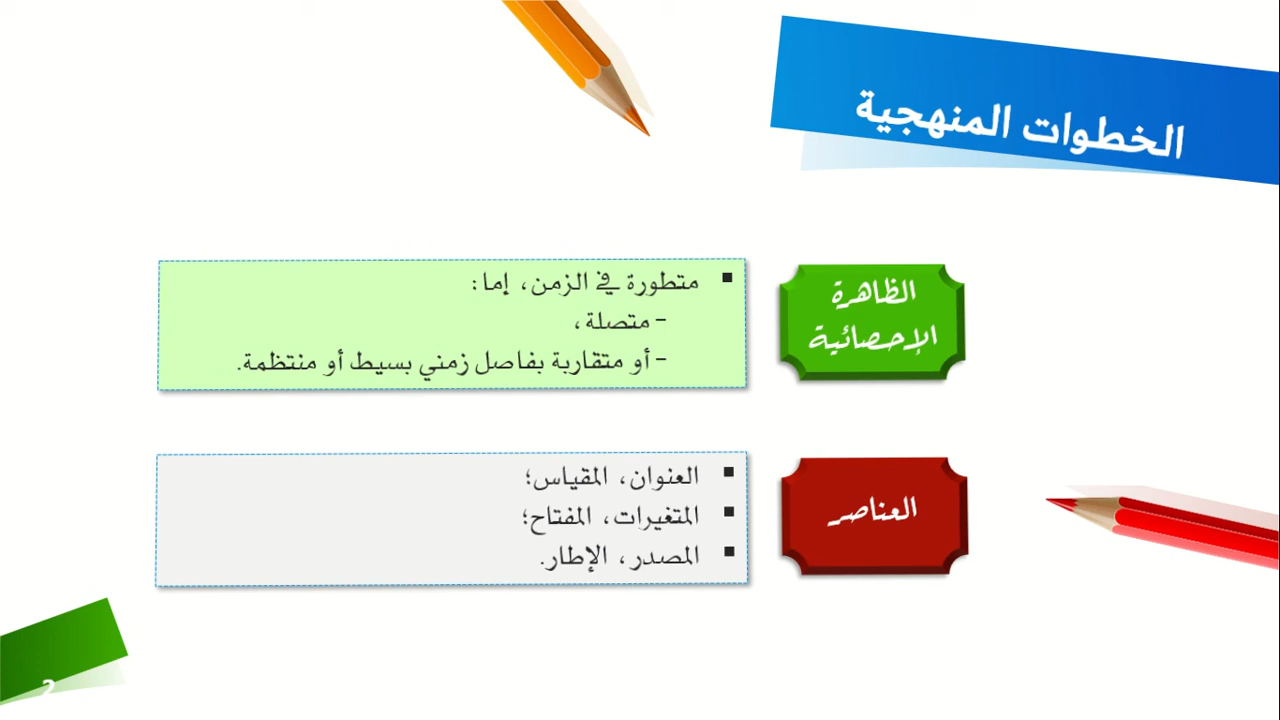 الخطوات المنهجية
الظاهرة
الإحصائية
▪ متطورة في الزمن، إما:
- متصلة،
- أو متقاربة بفاصل زمني بسيط أو منتظمة.
العناصر
▪ العنوان، المقياس؛
▪ المتغيرات، المفتاح؛
▪ المصدر، الإطار.
2